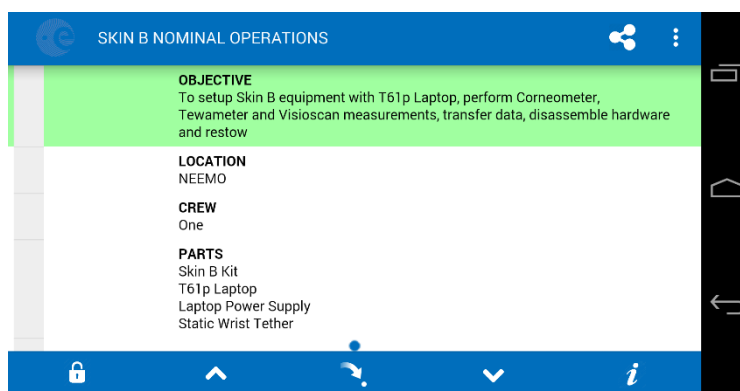 SKIN B NOMINAL OPERATIONS
OBJECTIVE
To setup Skin B equipment with T61p Laptop, perform Corneometer,
Tewameter and Visioscan measurements, transfer data, disassemble hardware
and restow
LOCATION
NEEMO
CREW
One
PARTS
Skin B Kit
T61p Laptop
Laptop Power Supply
Static Wrist Tether